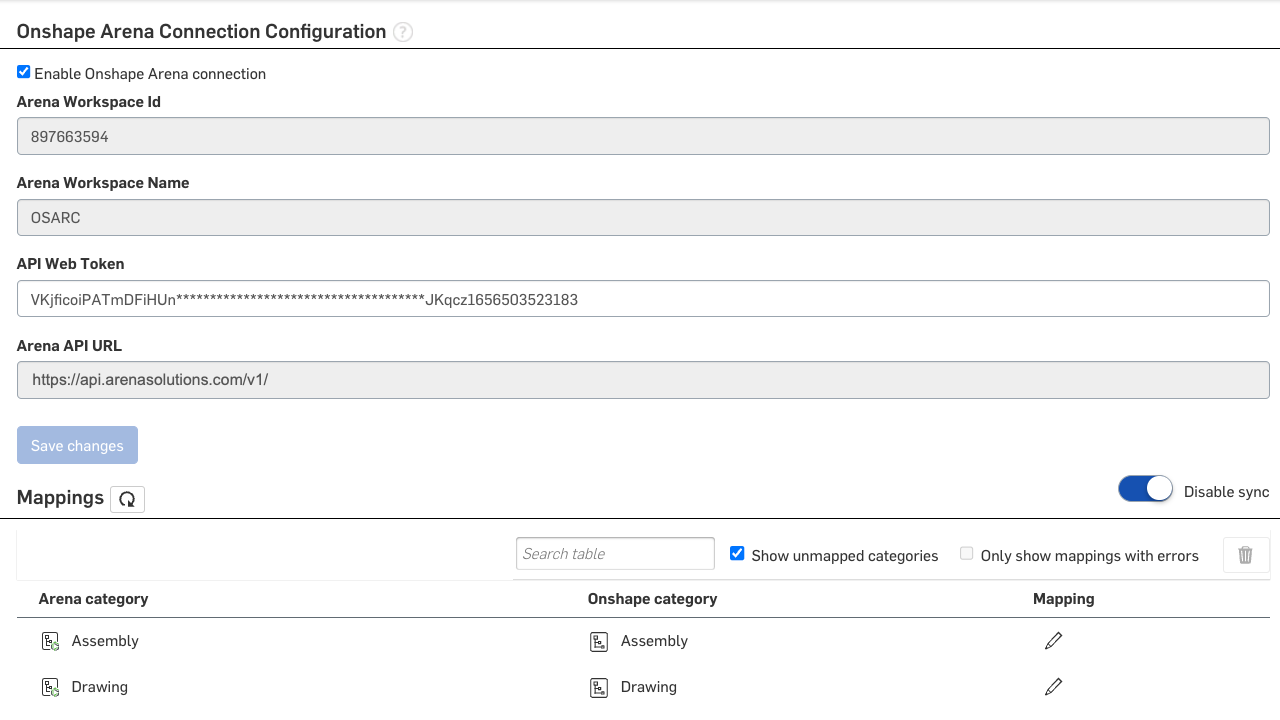 Onshape Arena Connection Configuration ?
Enable Onshape Arena connection
Arena Workspace Id
897663594
Arena Workspace Name
OSARC
API Web Token
VKjficoiPATmDFiHUn*************************************JKqcz1656503523183
Arena API URL
https://api.arenasolutions.com/v1/
Save changes
Mappings
Disable sync
Search table
Show unmapped categories
Only show mappings with errors
Arena category Onshape category Mapping
Assembly Assembly
Drawing Drawing